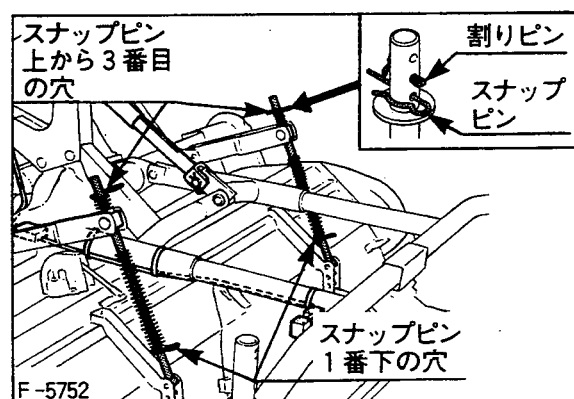 スナップピン
上から3番目
の穴
割りピン
スナップ
ピン
スナップピン
1番下の穴
F-5752